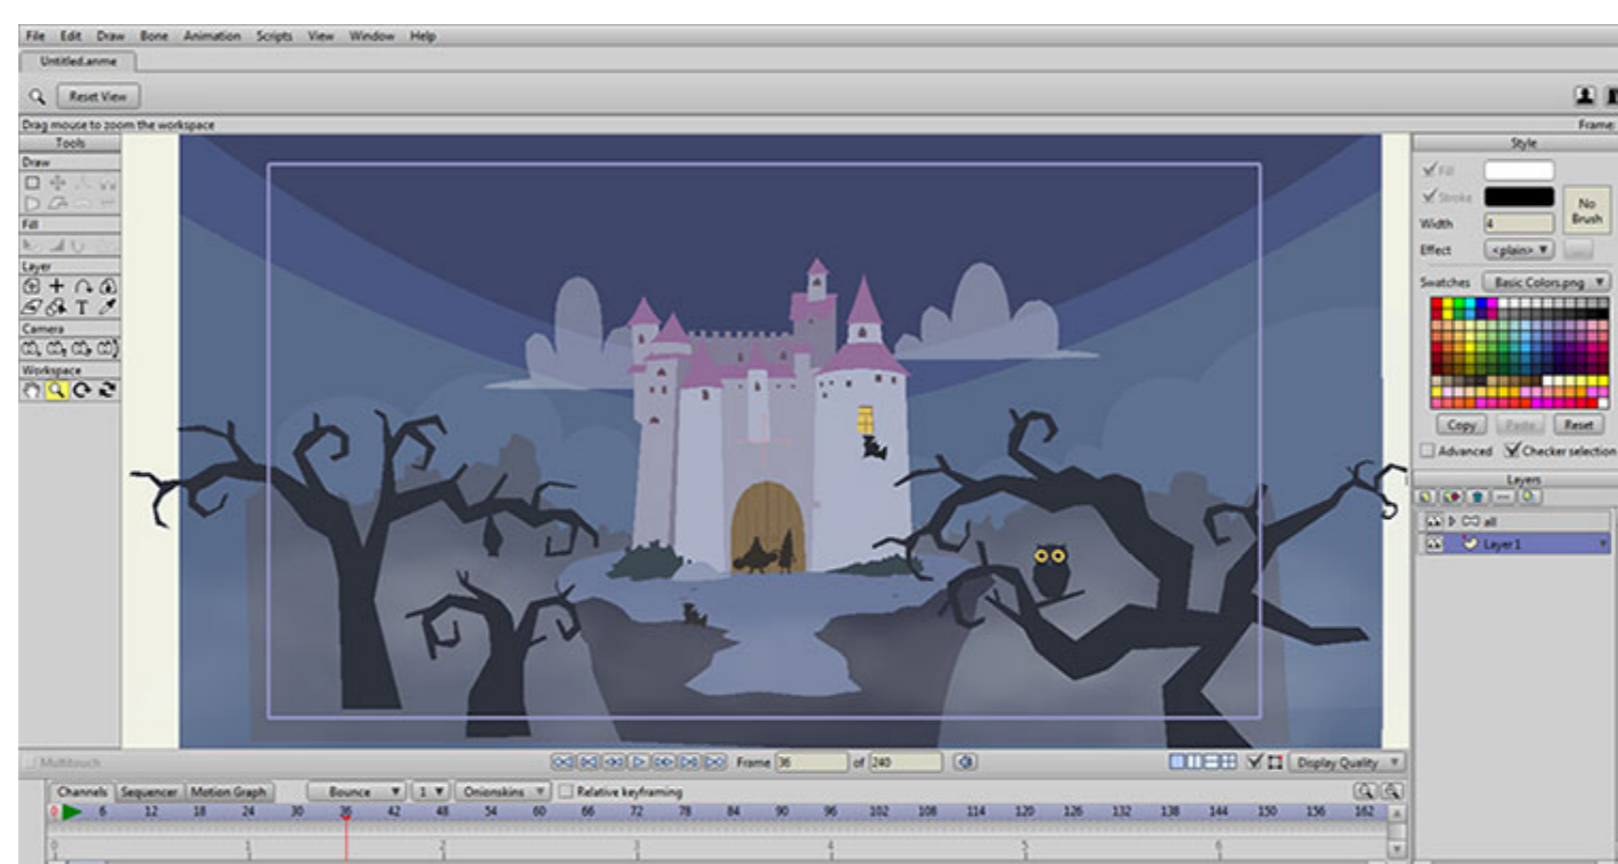 File Edit Draw Bone Animation Scripts View Window Help
Untitled.anme
Reset View
Drag mouse to zoom the workspace
Frame:
Tools
Draw
Fill
Layer
T
Camera
Workspace
Style
Fill
Stroke
No Brush
Width 4
Effect <plain>
Swatches Basic Colors.png
Copy Paste Reset
Advanced Checker selection
Layers
all
Layer 1
Multitouch
Frame 36 of 240
Display Quality
Channels Sequencer Motion Graph Bounce 1 Onionskins Relative keyframing
0 6 12 18 24 30 36 42 48 54 60 66 72 78 84 90 96 102 108 114 120 126 132 138 144 150 156 162
0 1 2 3 4 5 6